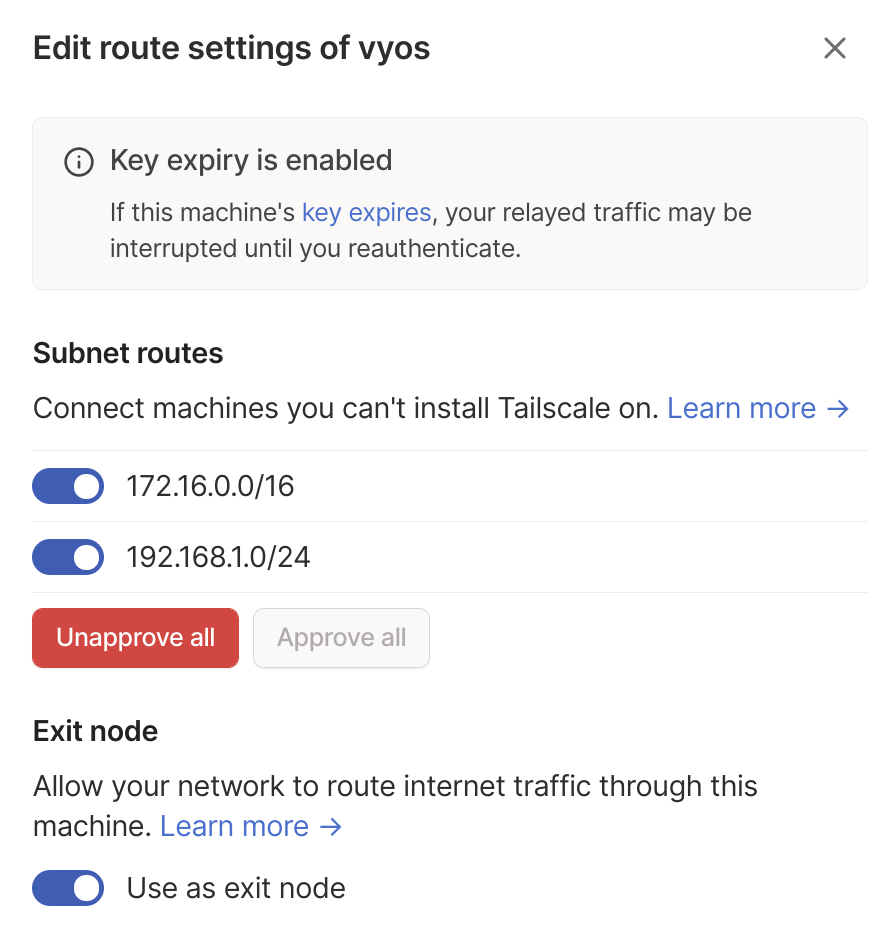 Edit route settings of vyos
Key expiry is enabled
If this machine's key expires, your relayed traffic may be
interrupted until you reauthenticate.
Subnet routes
Connect machines you can't install Tailscale on. Learn more →
172.16.0.0/16
192.168.1.0/24
Unapprove all Approve all
Exit node
Allow your network to route internet traffic through this
machine. Learn more →
Use as exit node